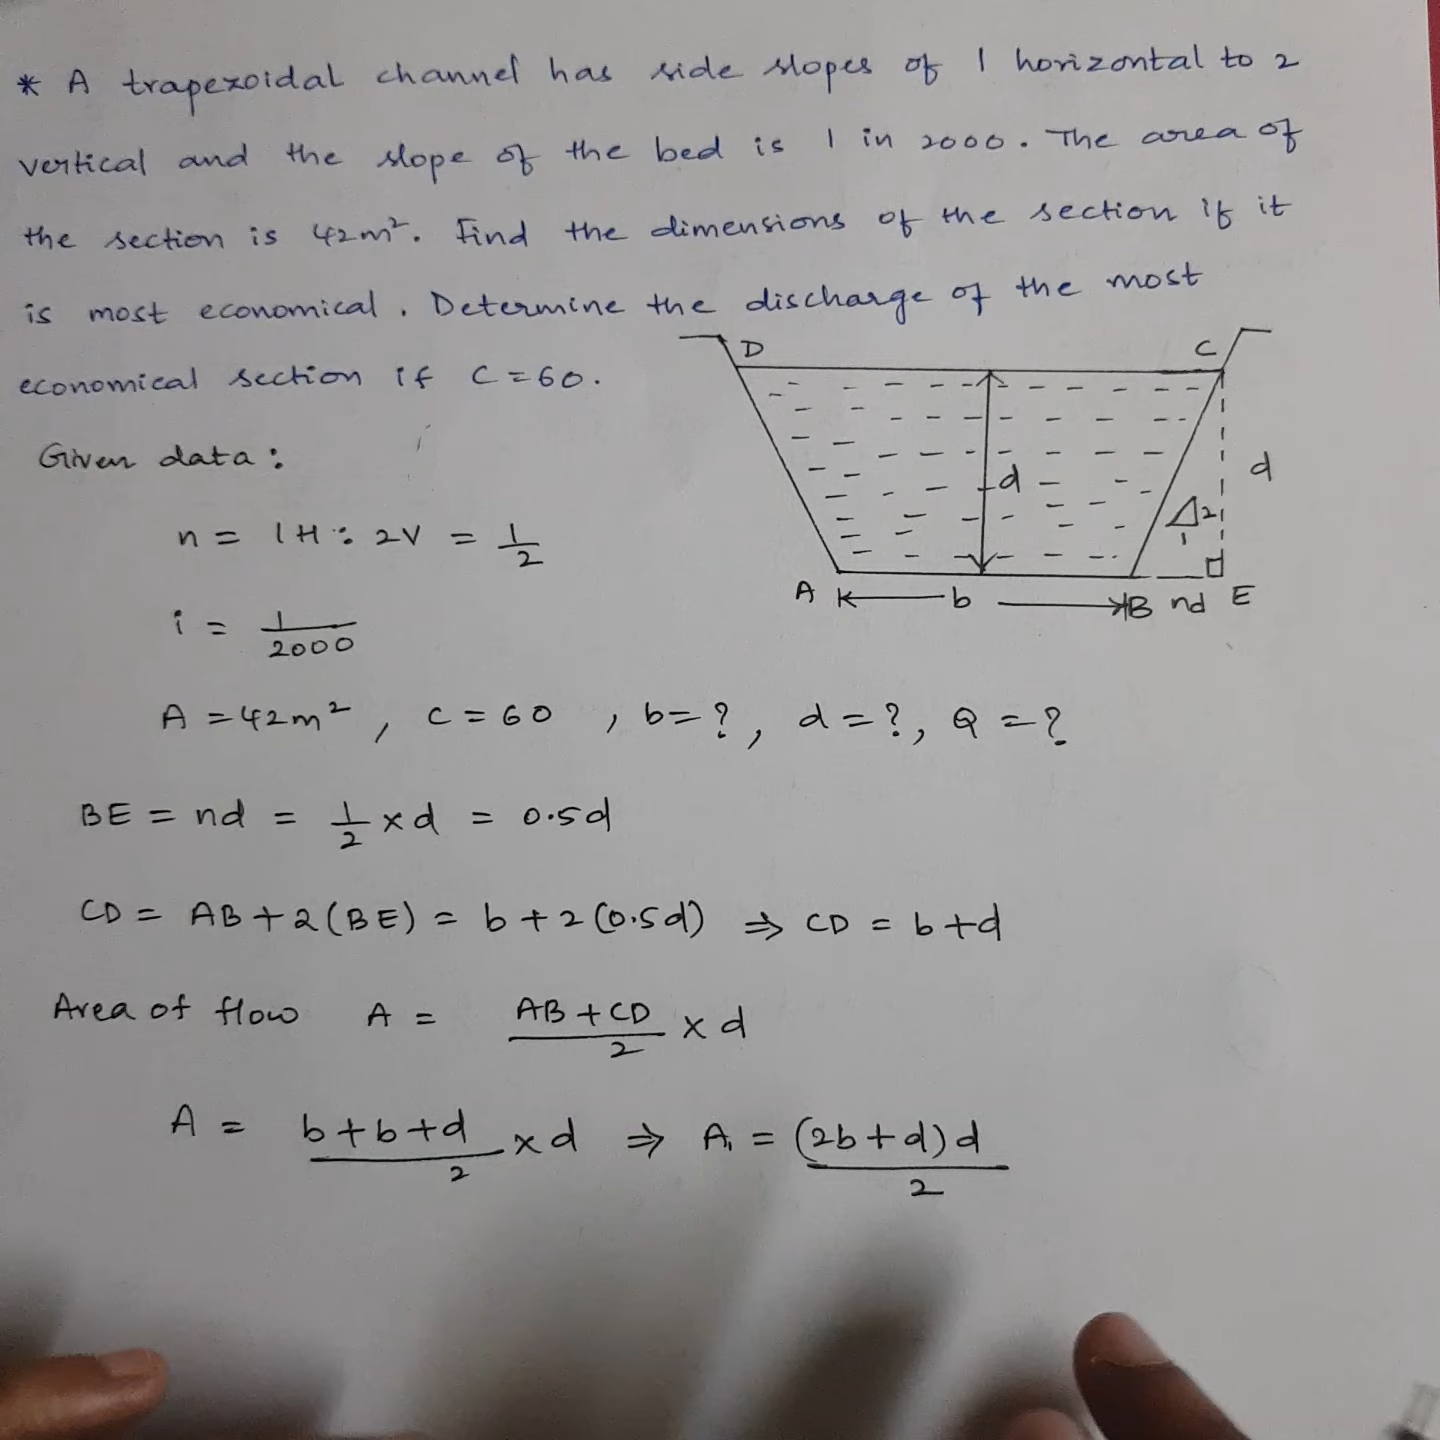 * A trapezoidal channel has side slopes of 1 horizontal to 2
vertical and the slope of the bed is 1 in 2000. The area of
the section is 42m². Find the dimensions of the section if it
is most economical. Determine the discharge of the most
economical section if C=60.
D C
d d
2
1
A b B nd E
Given data:
n = 1H : 2V = 1/2
i = 1/2000
A = 42m², C = 60, b=?, d=?, Q=?
BE = nd = 1/2 × d = 0.5d
CD = AB+2(BE) = b+2(0.5d) ⇒ CD = b+d
Area of flow A = (AB+CD)/2 × d
A = (b+b+d)/2 × d ⇒ A = (2b+d)d/2